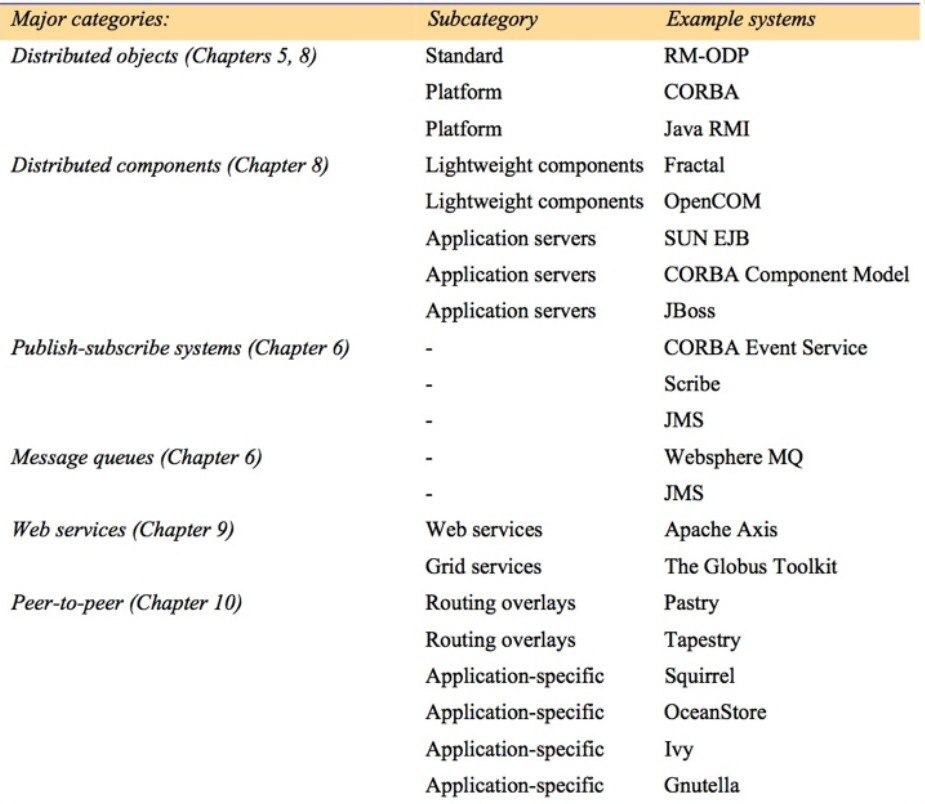 Major categories: Subcategory Example systems
Distributed objects (Chapters 5, 8) Standard RM-ODP
Platform CORBA
Platform Java RMI
Distributed components (Chapter 8) Lightweight components Fractal
Lightweight components OpenCOM
Application servers SUN EJB
Application servers CORBA Component Model
Application servers JBoss
Publish-subscribe systems (Chapter 6) - CORBA Event Service
- Scribe
- JMS
Message queues (Chapter 6) - Websphere MQ
- JMS
Web services (Chapter 9) Web services Apache Axis
Grid services The Globus Toolkit
Peer-to-peer (Chapter 10) Routing overlays Pastry
Routing overlays Tapestry
Application-specific Squirrel
Application-specific OceanStore
Application-specific Ivy
Application-specific Gnutella